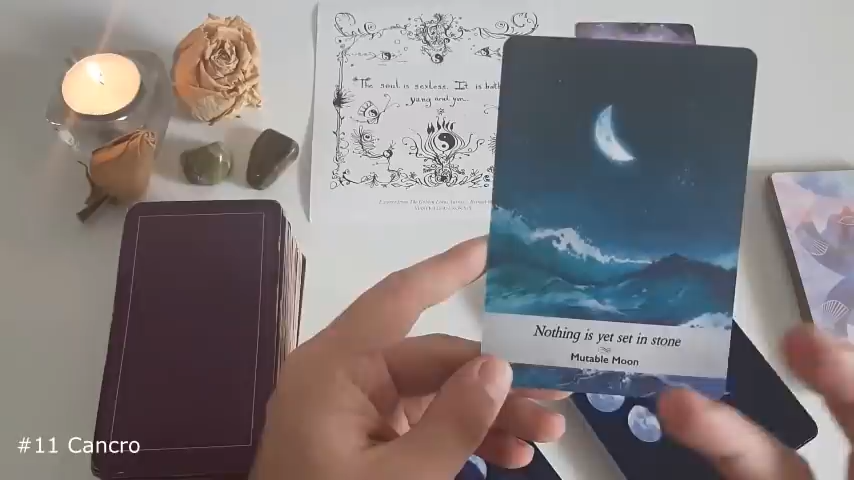 "The soul is sexless. It is both
yang and yin.
Nothing is yet set in stone
Mutable Moon
#11 Cancro